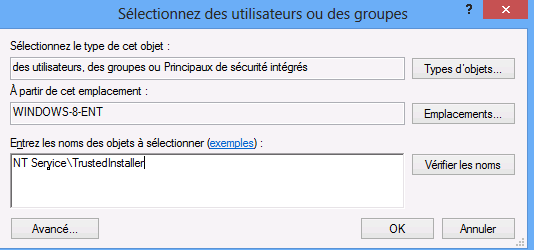 Sélectionnez des utilisateurs ou des groupes
? ×
Sélectionnez le type de cet objet :
des utilisateurs, des groupes ou Principaux de sécurité intégrés
Types d'objets...
À partir de cet emplacement :
WINDOWS-8-ENT
Emplacements...
Entrez les noms des objets à sélectionner (exemples) :
NT Service\TrustedInstaller
Vérifier les noms
Avancé...
OK
Annuler